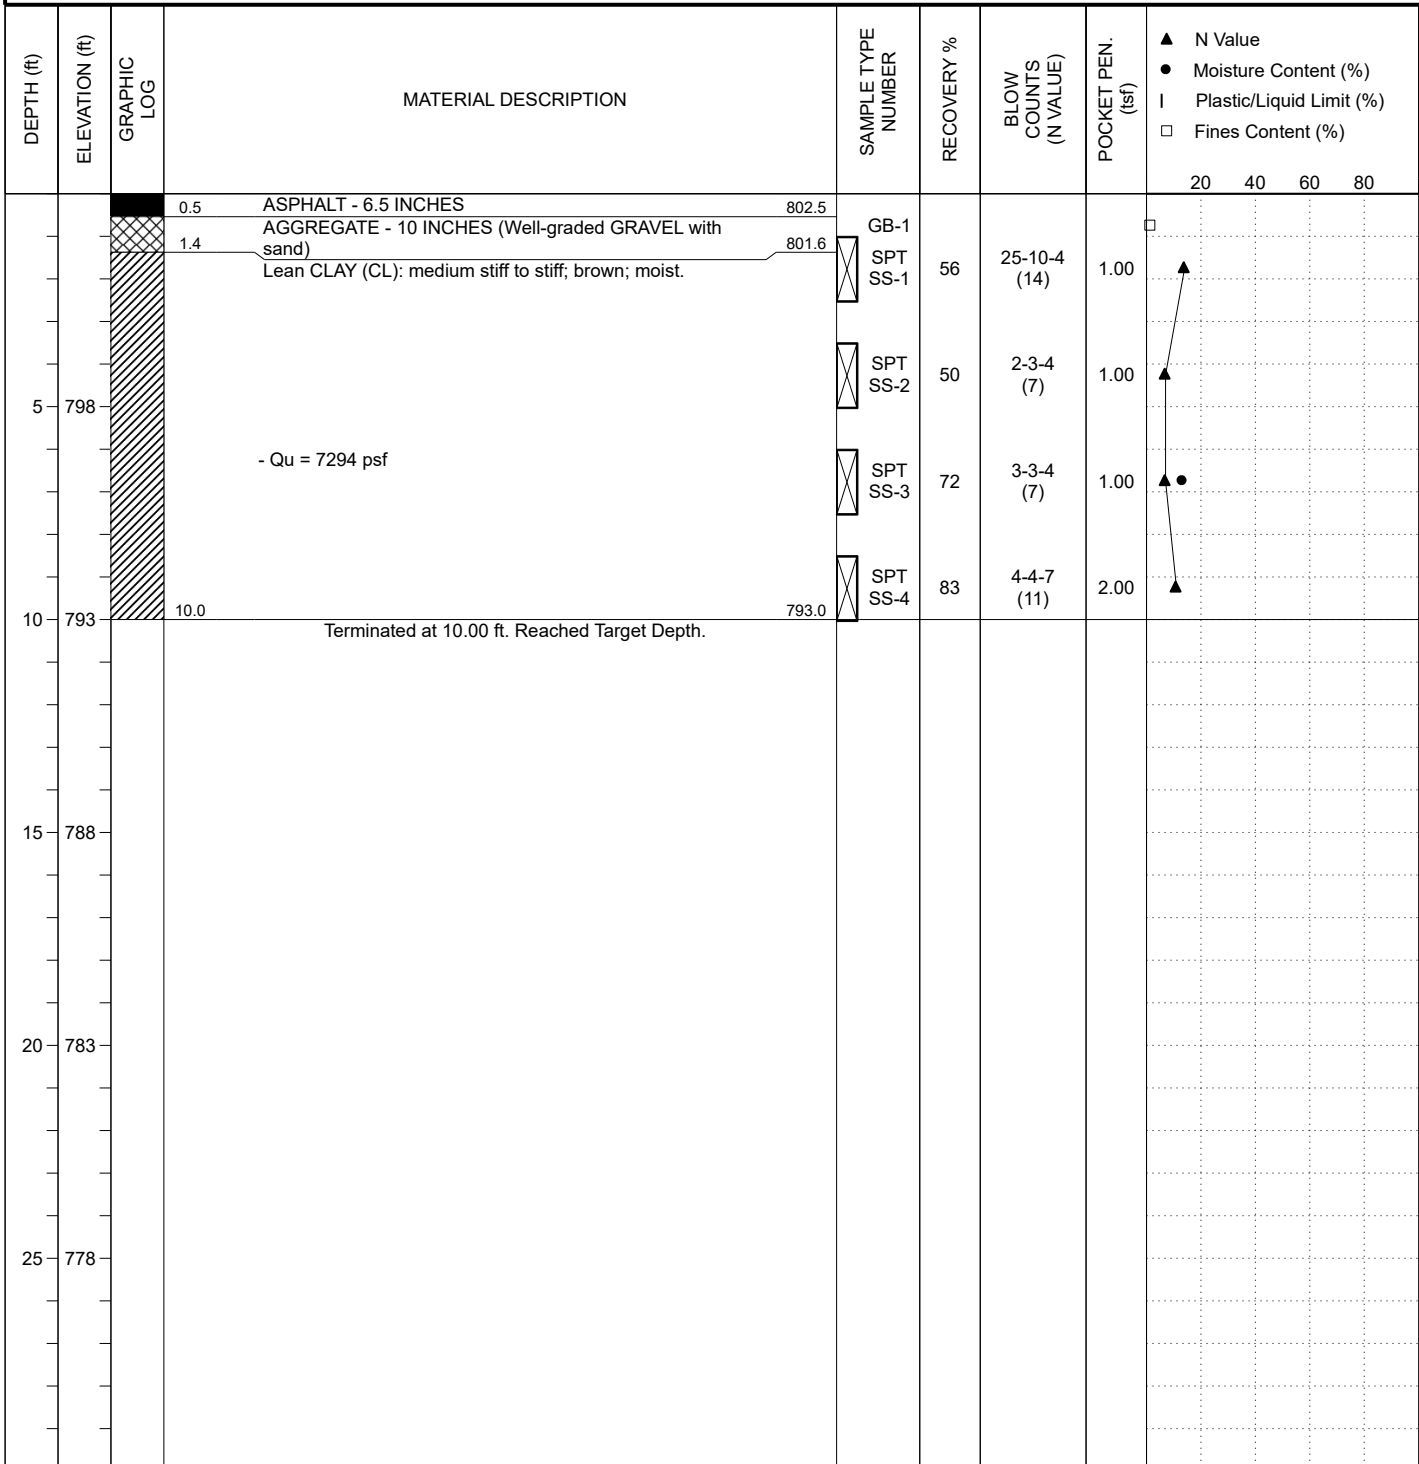 DEPTH (ft)
ELEVATION (ft)
GRAPHIC
LOG
MATERIAL DESCRIPTION
SAMPLE TYPE
NUMBER
RECOVERY %
BLOW
COUNTS
(N VALUE)
POCKET PEN.
(tsf)
▲ N Value
● Moisture Content (%)
| Plastic/Liquid Limit (%)
□ Fines Content (%)
20 40 60 80
0.5 ASPHALT - 6.5 INCHES 802.5
AGGREGATE - 10 INCHES (Well-graded GRAVEL with
sand)
1.4 801.6
GB-1
Lean CLAY (CL): medium stiff to stiff; brown; moist.
SPT
SS-1
56
25-10-4
(14)
1.00
SPT
SS-2
50
2-3-4
(7)
1.00
5 798
- Qu = 7294 psf
SPT
SS-3
72
3-3-4
(7)
1.00
SPT
SS-4
83
4-4-7
(11)
2.00
10.0 793.0
10 793
Terminated at 10.00 ft. Reached Target Depth.
15 788
20 783
25 778